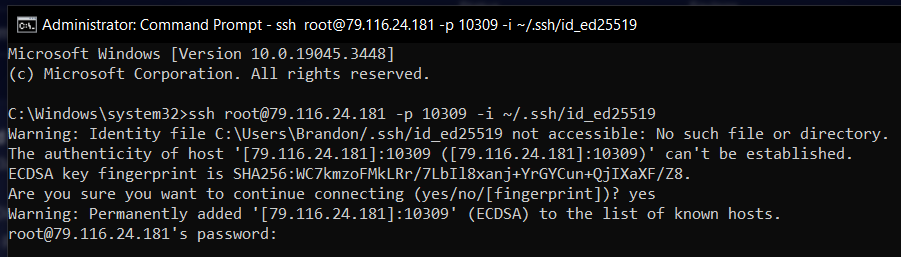 Administrator: Command Prompt - ssh  root@79.116.24.181 -p 10309 -i ~/.ssh/id_ed25519
Microsoft Windows [Version 10.0.19045.3448]
(c) Microsoft Corporation. All rights reserved.
C:\Windows\system32>ssh root@79.116.24.181 -p 10309 -i ~/.ssh/id_ed25519
Warning: Identity file C:\Users\Brandon/.ssh/id_ed25519 not accessible: No such file or directory.
The authenticity of host '[79.116.24.181]:10309 ([79.116.24.181]:10309)' can't be established.
ECDSA key fingerprint is SHA256:WC7kmzoFMkLRr/7LbIl8xanj+YrGYCun+QjIXaXF/Z8.
Are you sure you want to continue connecting (yes/no/[fingerprint])? yes
Warning: Permanently added '[79.116.24.181]:10309' (ECDSA) to the list of known hosts.
root@79.116.24.181's password: